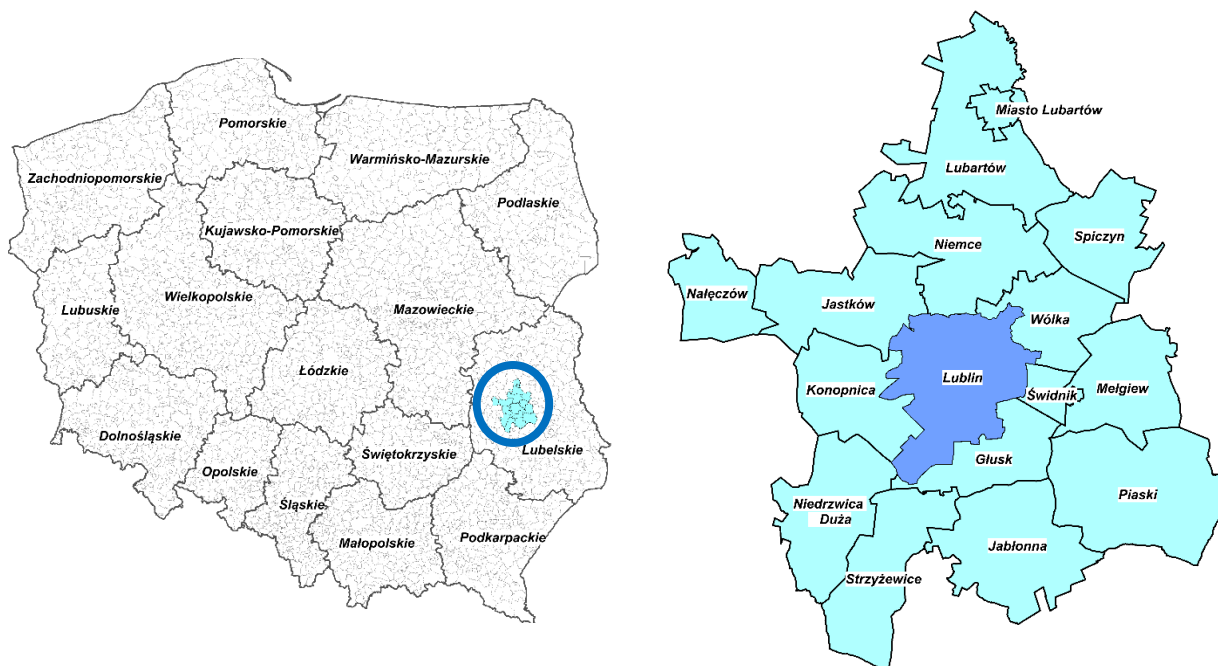 Pomorskie
Warmińsko-Mazurskie
Zachodniopomorskie
Podlaskie
Kujawsko-Pomorskie
Lubuskie
Wielkopolskie
Mazowieckie
Łódzkie
Dolnośląskie
Opolskie
Śląskie
Świętokrzyskie
Lubelskie
Małopolskie
Podkarpackie
Miasto Lubartów
Lubartów
Niemce
Spiczyn
Nałęczów
Jastków
Wólka
Konopnica
Lublin
Świdnik
Mełgiew
Głusk
Niedrzwica
Duża
Piaski
Jabłonna
Strzyżewice